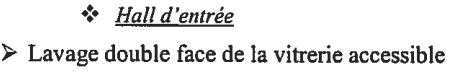 ❖ Hall d'entrée
➤ Lavage double face de la vitrerie accessible